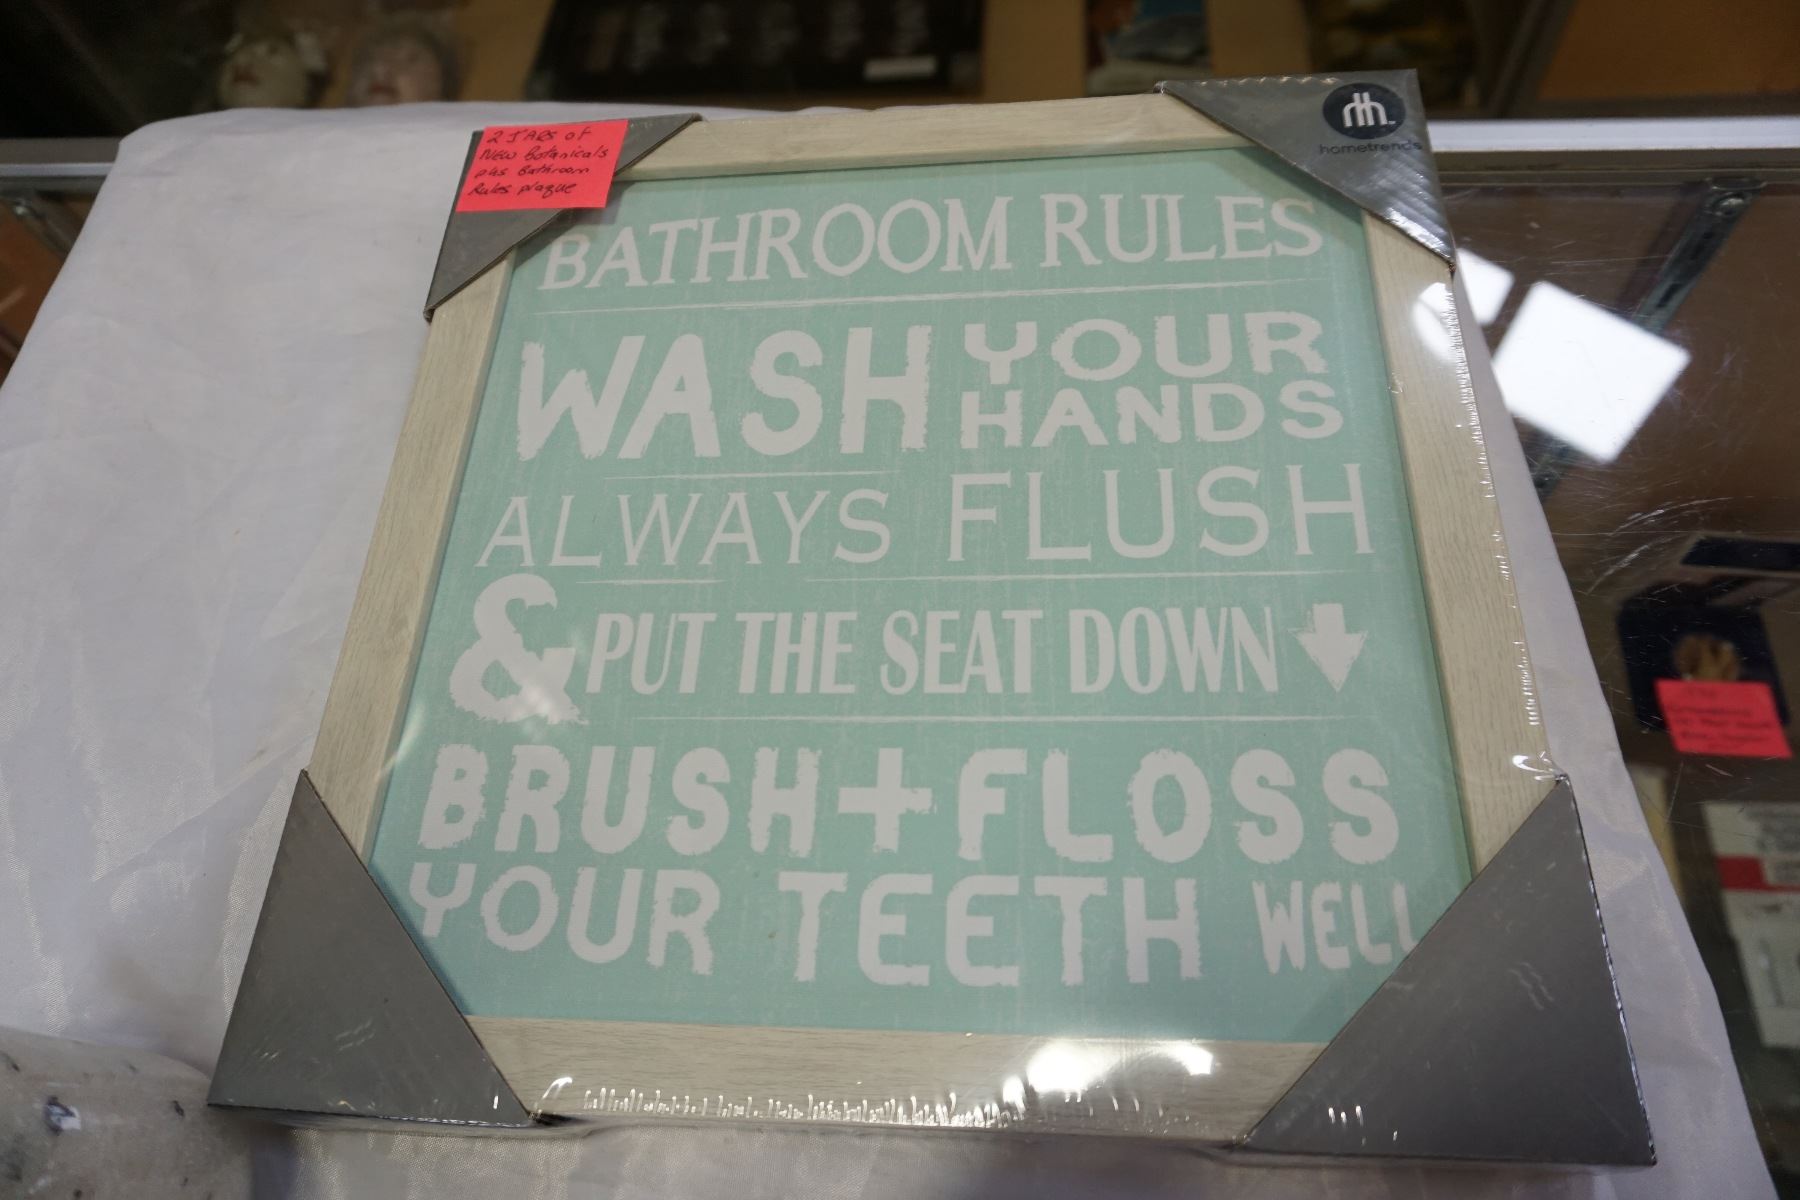 2 JARS of
New Botanicals
plus Bathroom
Rules plaque
hometrends
BATHROOM RULES
WASH YOUR
HANDS
ALWAYS FLUSH
& PUT THE SEAT DOWN
BRUSH + FLOSS
YOUR TEETH WELL